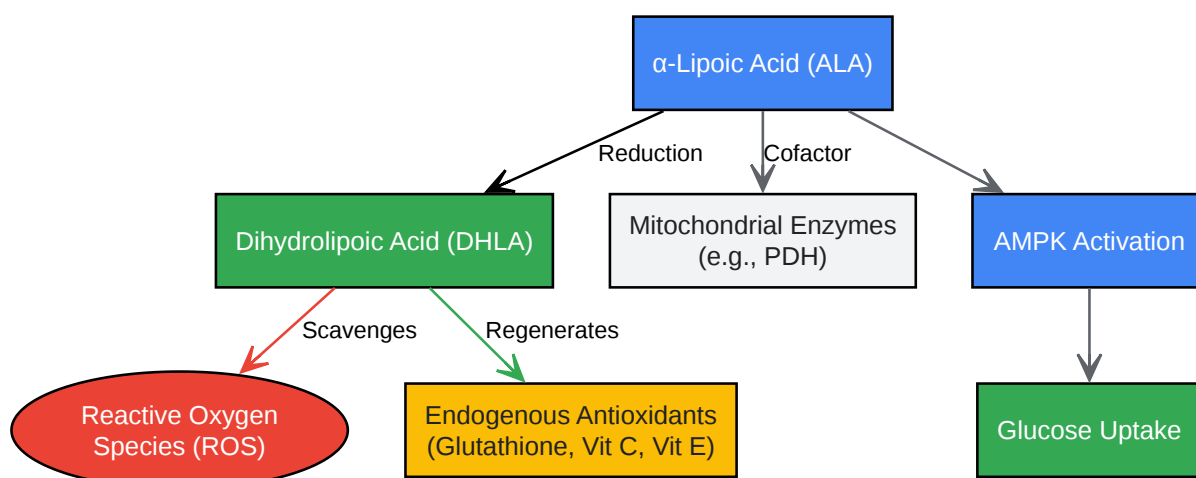 α-Lipoic Acid (ALA)
Reduction
Cofactor
Dihydrolipoic Acid (DHLA)
Mitochondrial Enzymes
(e.g., PDH)
AMPK Activation
Scavenges
Regenerates
Reactive Oxygen
Species (ROS)
Endogenous Antioxidants
(Glutathione, Vit C, Vit E)
Glucose Uptake